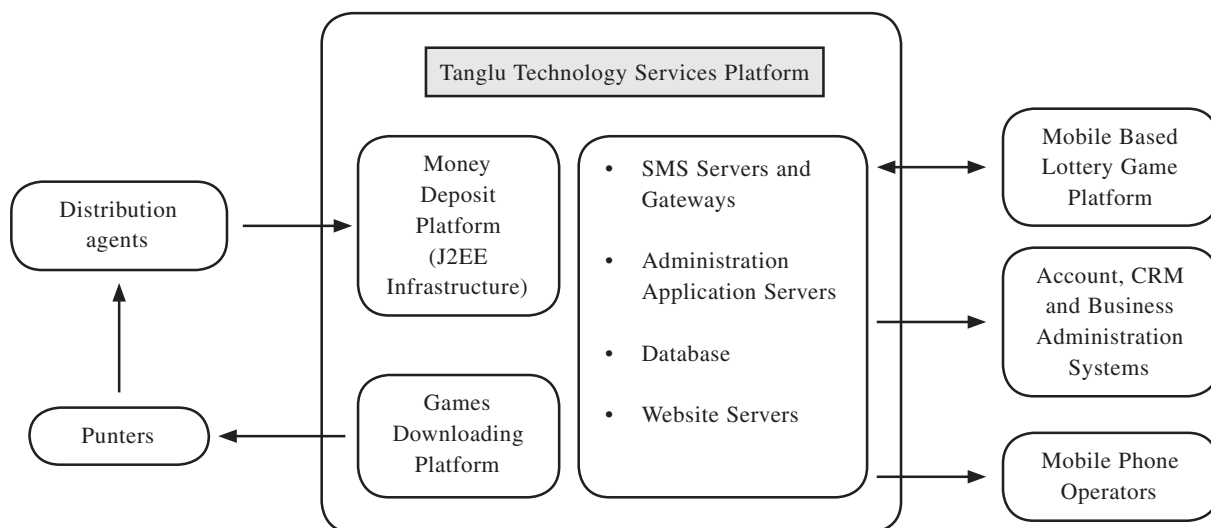 Tanglu Technology Services Platform
Distribution
agents
Punters
Money
Deposit
Platform
(J2EE
Infrastructure)
Games
Downloading
Platform
• SMS Servers and
Gateways
• Administration
Application Servers
• Database
• Website Servers
Mobile Based
Lottery Game
Platform
Account, CRM
and Business
Administration
Systems
Mobile Phone
Operators